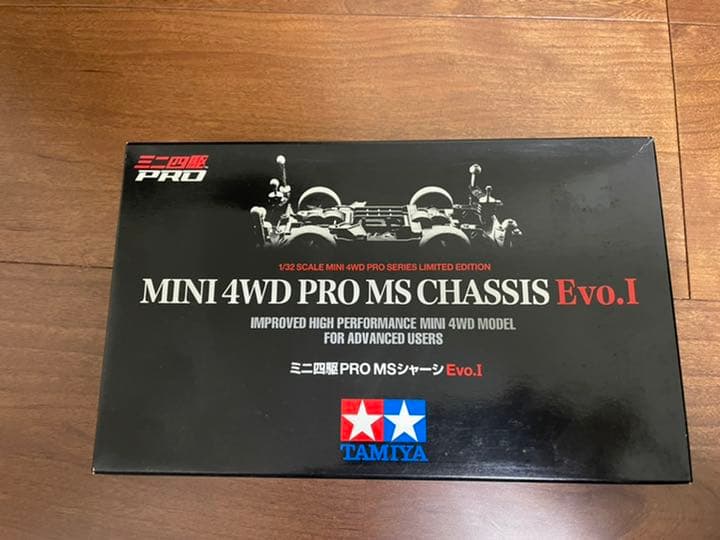 ミニ四駆
PRO
1/32 SCALE MINI 4WD PRO SERIES LIMITED EDITION
MINI 4WD PRO MS CHASSIS Evo.I
IMPROVED HIGH PERFORMANCE MINI 4WD MODEL
FOR ADVANCED USERS
ミニ四駆PRO MSシャーシ Evo.I
TAMIYA